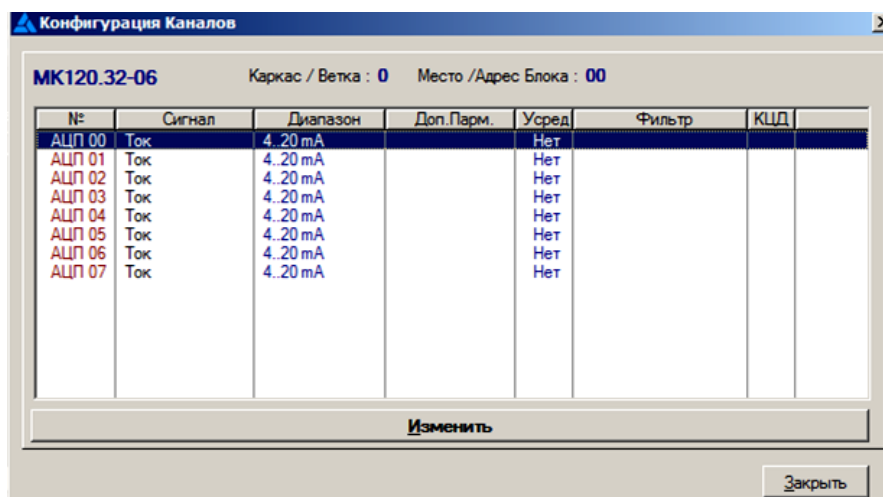 Конфигурация Каналов
МК120.32-06 Каркас / Ветка : 0 Место /Адрес Блока : 00
№ Сигнал Диапазон Доп.Парм. Усред Фильтр КЦД
АЦП 00 Ток 4..20 mA Нет
АЦП 01 Ток 4..20 mA Нет
АЦП 02 Ток 4..20 mA Нет
АЦП 03 Ток 4..20 mA Нет
АЦП 04 Ток 4..20 mA Нет
АЦП 05 Ток 4..20 mA Нет
АЦП 06 Ток 4..20 mA Нет
АЦП 07 Ток 4..20 mA Нет
Изменить
Закрыть